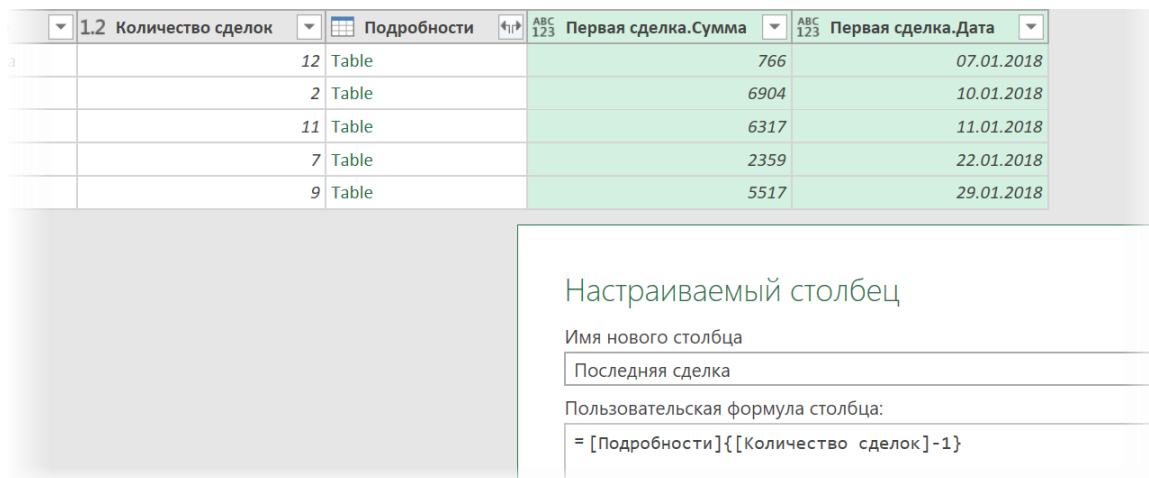 1.2 Количество сделок Подробности ABC 123 Первая сделка.Сумма ABC 123 Первая сделка.Дата
12 Table 766 07.01.2018
2 Table 6904 10.01.2018
11 Table 6317 11.01.2018
7 Table 2359 22.01.2018
9 Table 5517 29.01.2018
Настраиваемый столбец
Имя нового столбца
Последняя сделка
Пользовательская формула столбца:
= [Подробности]{[Количество сделок]-1}